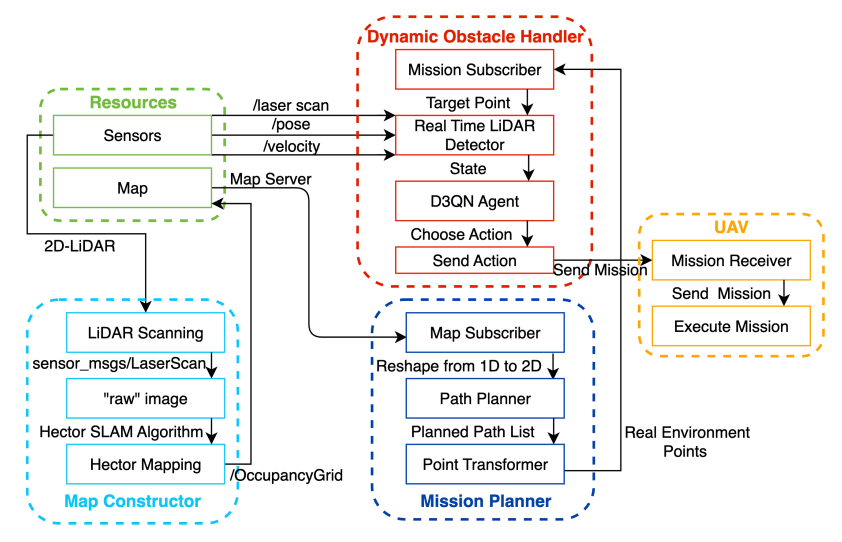 Dynamic Obstacle Handler
Mission Subscriber
Target Point
Real Time LiDAR
Detector
State
D3QN Agent
Choose Action
Send Action
Resources
Sensors
Map
/laser scan
/pose
/velocity
Map Server
2D-LiDAR
Send Mission
UAV
Mission Receiver
Send Mission
Execute Mission
LiDAR Scanning
sensor_msgs/LaserScan
"raw" image
Hector SLAM Algorithm
Hector Mapping
/OccupancyGrid
Map Constructor
Map Subscriber
Reshape from 1D to 2D
Path Planner
Planned Path List
Point Transformer
Mission Planner
Real Environment
Points